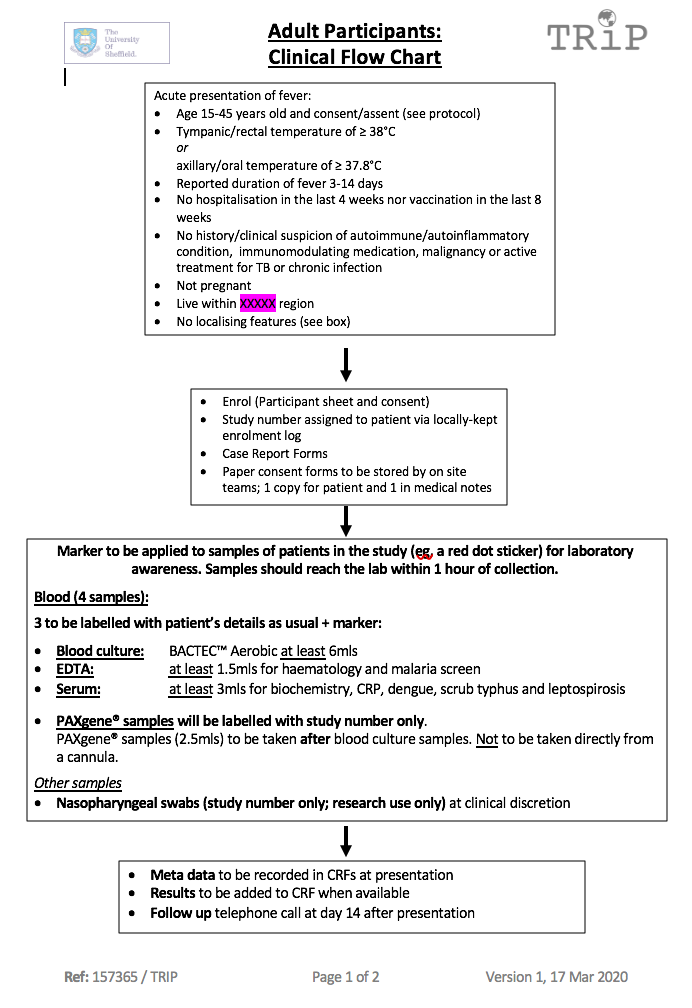 The
University
Of
Sheffield.
Adult Participants:
Clinical Flow Chart
TRiP
Acute presentation of fever:
• Age 15-45 years old and consent/assent (see protocol)
• Tympanic/rectal temperature of ≥ 38°C
or
axillary/oral temperature of ≥ 37.8°C
• Reported duration of fever 3-14 days
• No hospitalisation in the last 4 weeks nor vaccination in the last 8
weeks
• No history/clinical suspicion of autoimmune/autoinflammatory
condition, immunomodulating medication, malignancy or active
treatment for TB or chronic infection
• Not pregnant
• Live within XXXXX region
• No localising features (see box)
• Enrol (Participant sheet and consent)
• Study number assigned to patient via locally-kept
enrolment log
• Case Report Forms
• Paper consent forms to be stored by on site
teams; 1 copy for patient and 1 in medical notes
Marker to be applied to samples of patients in the study (eg. a red dot sticker) for laboratory
awareness. Samples should reach the lab within 1 hour of collection.
Blood (4 samples):
3 to be labelled with patient's details as usual + marker:
• Blood culture: BACTEC™ Aerobic at least 6mls
• EDTA: at least 1.5mls for haematology and malaria screen
• Serum: at least 3mls for biochemistry, CRP, dengue, scrub typhus and leptospirosis
• PAXgene® samples will be labelled with study number only.
PAXgene® samples (2.5mls) to be taken after blood culture samples. Not to be taken directly from
a cannula.
Other samples
• Nasopharyngeal swabs (study number only; research use only) at clinical discretion
• Meta data to be recorded in CRFs at presentation
• Results to be added to CRF when available
• Follow up telephone call at day 14 after presentation
Ref: 157365 / TRIP Page 1 of 2 Version 1, 17 Mar 2020